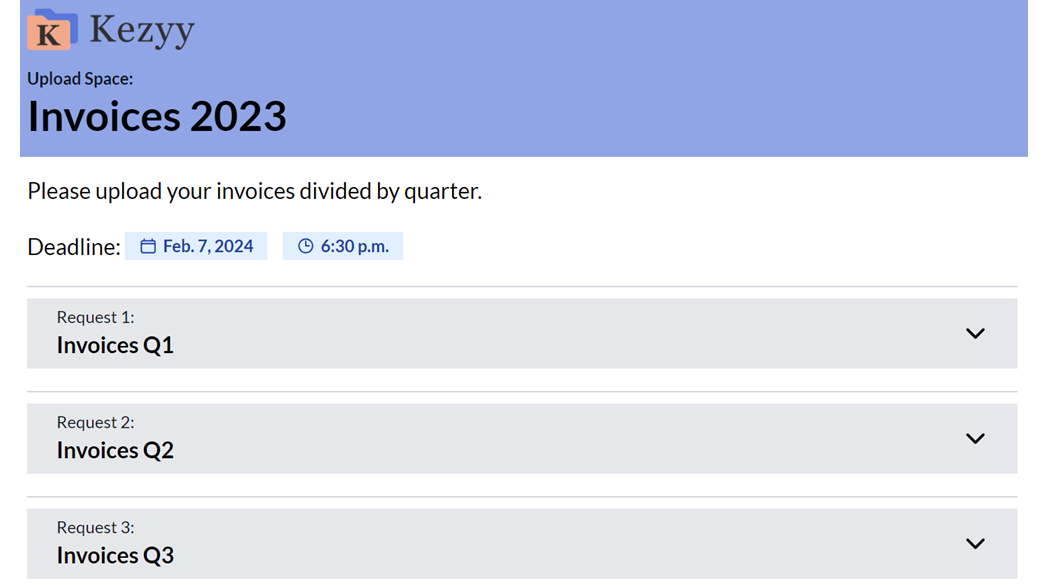 K Kezyy
Upload Space:
Invoices 2023
Please upload your invoices divided by quarter.
Deadline: Feb. 7, 2024 6:30 p.m.
Request 1:
Invoices Q1
Request 2:
Invoices Q2
Request 3:
Invoices Q3